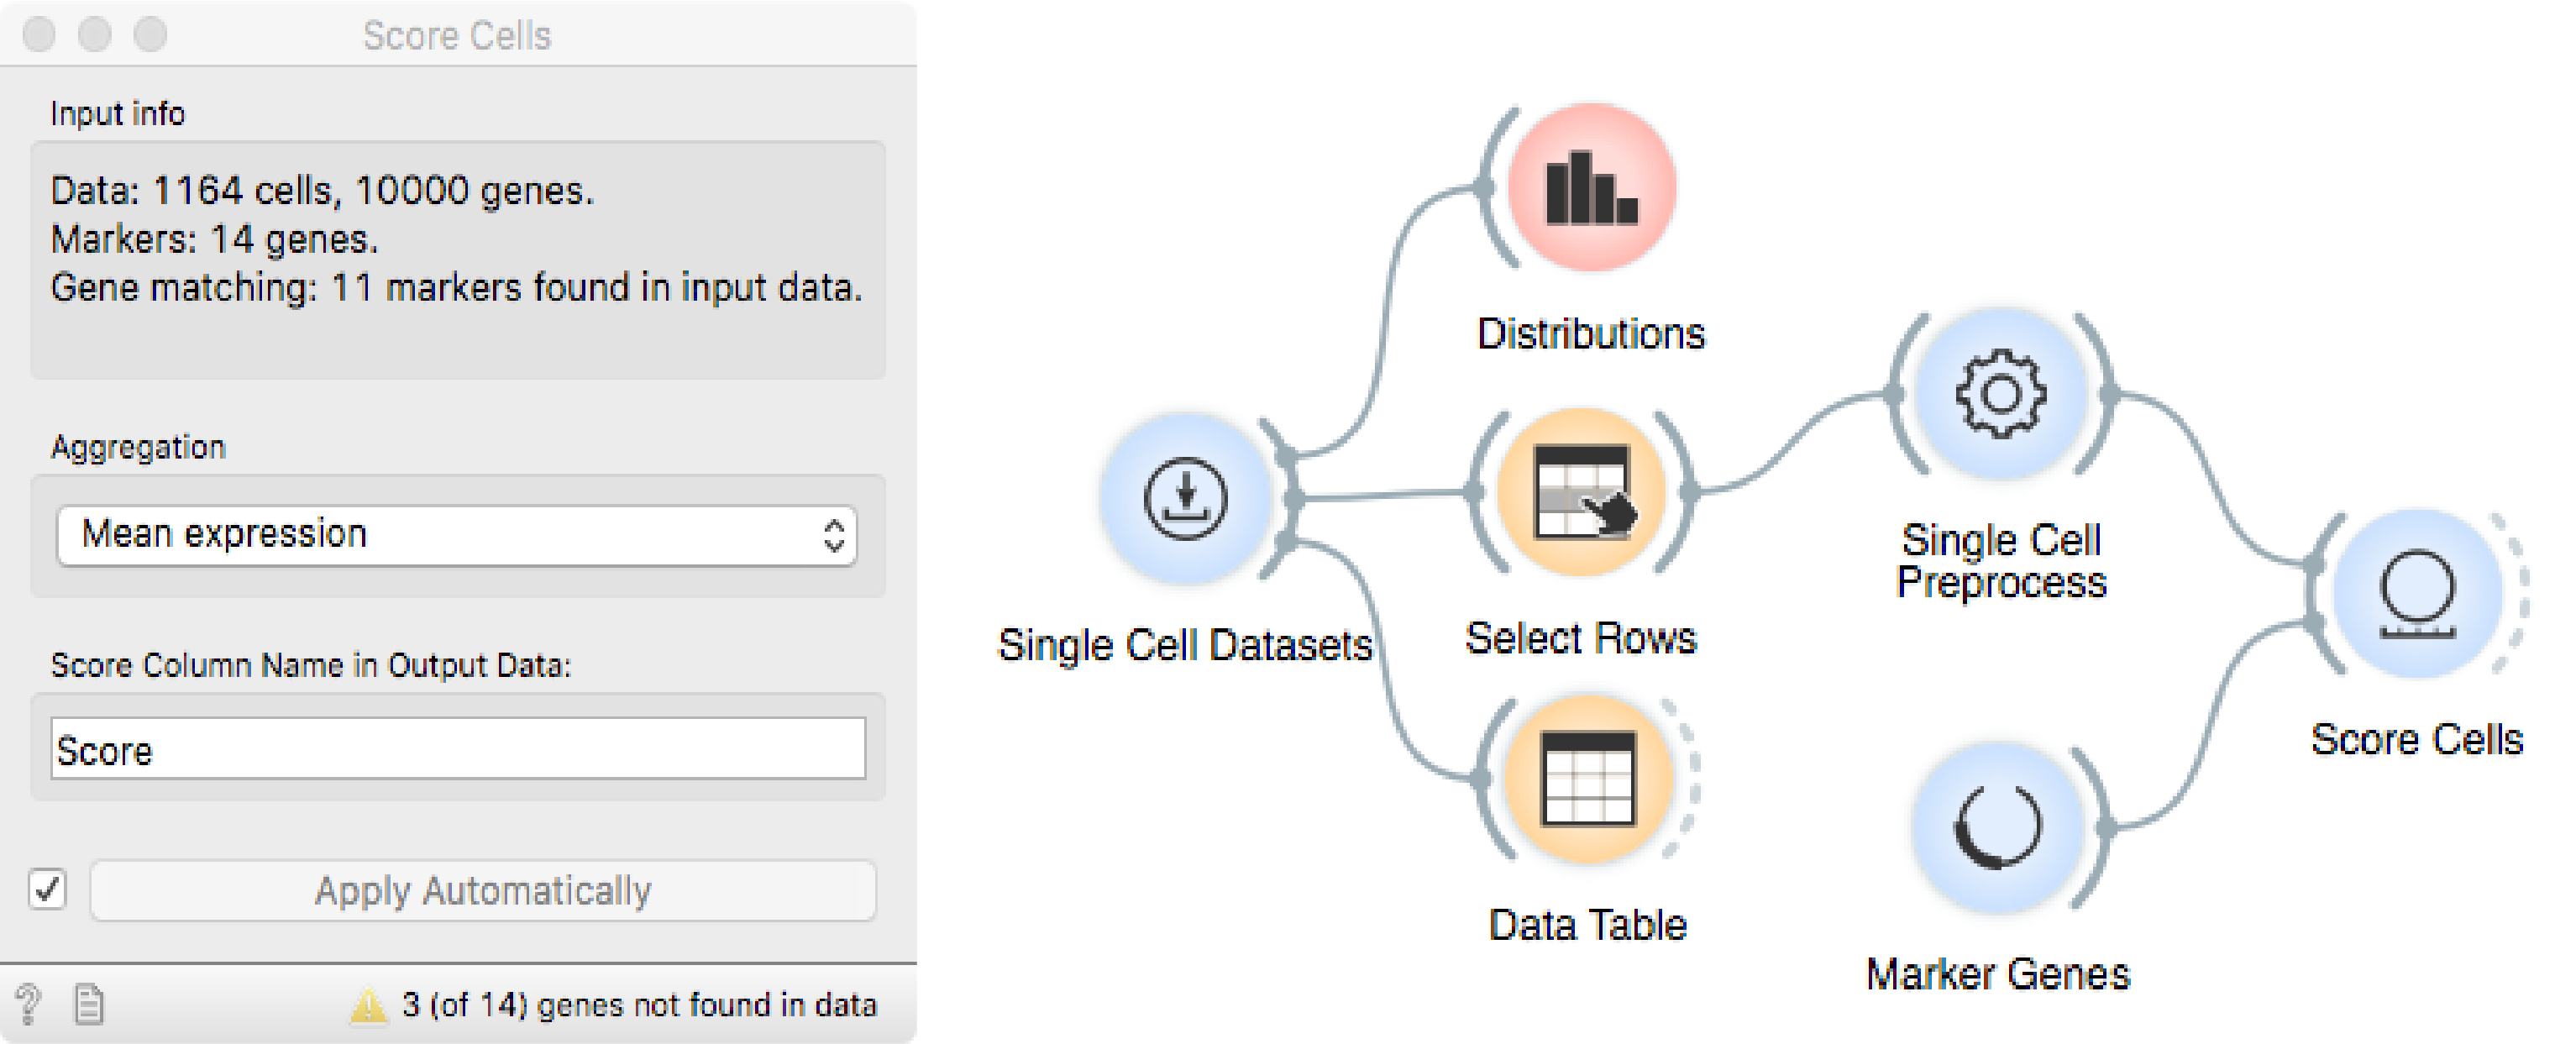 Score Cells
Input info
Data: 1164 cells, 10000 genes.
Markers: 14 genes.
Gene matching: 11 markers found in input data.
Aggregation
Mean expression
Score Column Name in Output Data:
Score
Apply Automatically
? 
3 (of 14) genes not found in data
Distributions
Single Cell Datasets
Select Rows
Data Table
Single Cell
Preprocess
Marker Genes
Score Cells